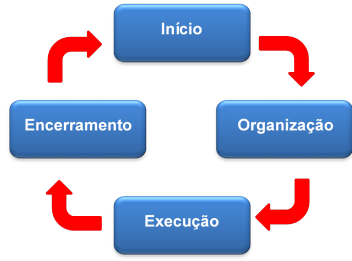 Início
Organização
Execução
Encerramento